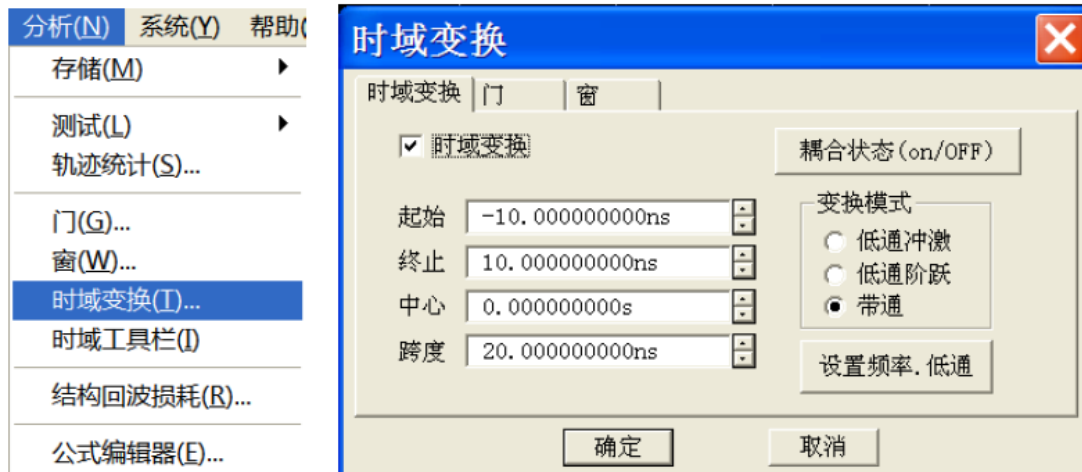 分析(N) 系统(Y) 帮助(
存储(M)
测试(L)
轨迹统计(S)...
门(G)...
窗(W)...
时域变换(T)...
时域工具栏(I)
结构回波损耗(R)...
公式编辑器(E)...
时域变换
时域变换 门 窗
时域变换
耦合状态(on/OFF)
起始 -10.000000000ns
终止 10.000000000ns
中心 0.000000000s
跨度 20.000000000ns
变换模式
低通冲激
低通阶跃
带通
设置频率.低通
确定 取消